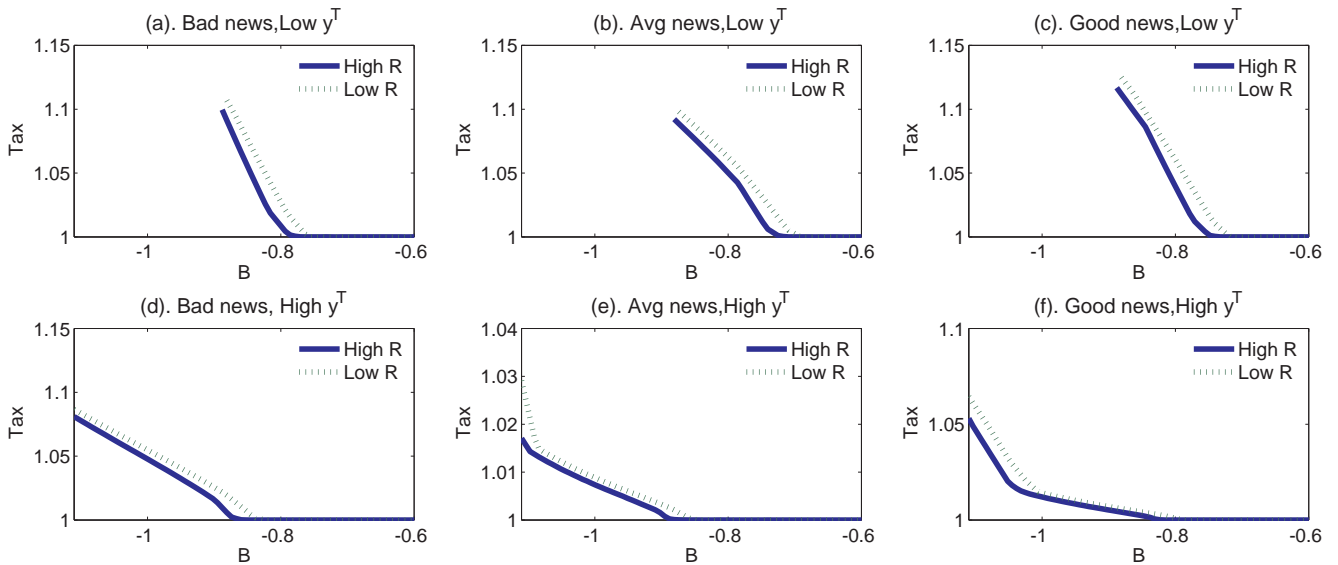 (a). Bad news,Low y^T
1.15
1.1
1.05
1
Tax
-1
-0.8
-0.6
B
High R
Low R
(b). Avg news,Low y^T
1.15
1.1
1.05
1
Tax
-1
-0.8
-0.6
B
High R
Low R
(c). Good news,Low y^T
1.15
1.1
1.05
1
Tax
-1
-0.8
-0.6
B
High R
Low R
(d). Bad news, High y^T
1.15
1.1
1.05
1
Tax
-1
-0.8
-0.6
B
High R
Low R
(e). Avg news,High y^T
1.04
1.03
1.02
1.01
1
Tax
-1
-0.8
-0.6
B
High R
Low R
(f). Good news,High y^T
1.1
1.05
1
Tax
-1
-0.8
-0.6
B
High R
Low R